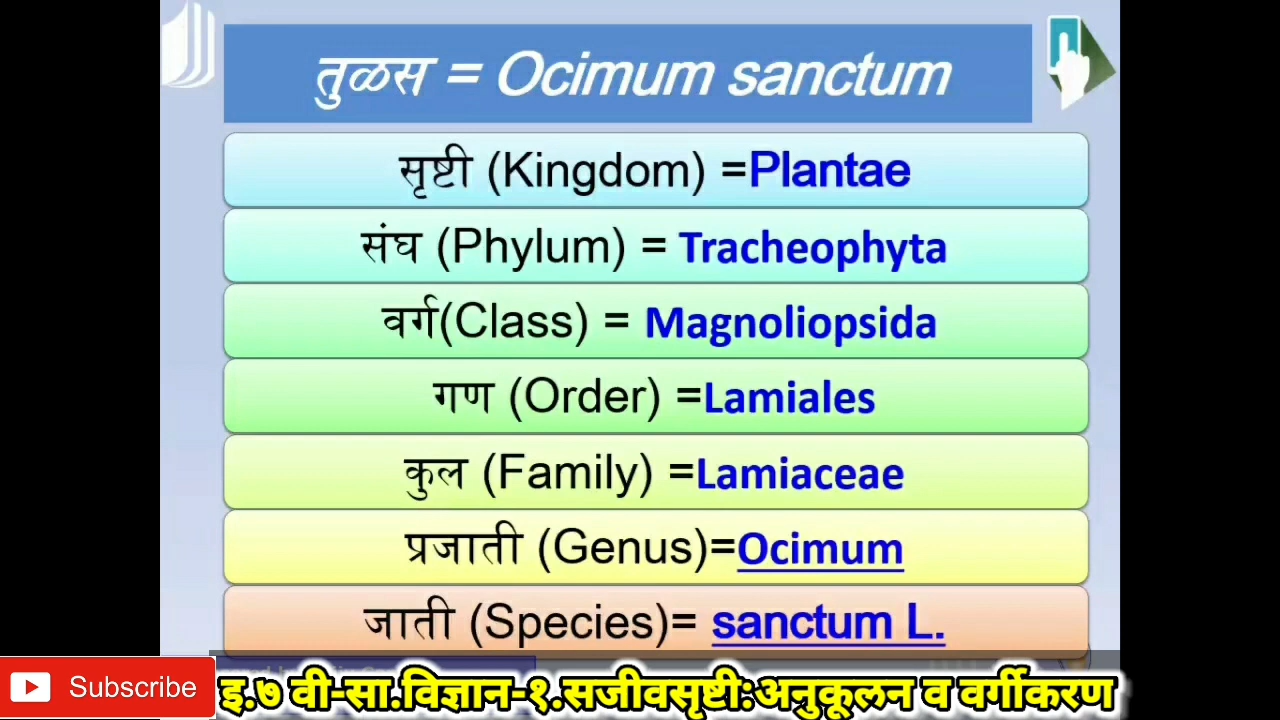 तुळस = Ocimum sanctum
सृष्टी (Kingdom) =Plantae
संघ (Phylum) = Tracheophyta
वर्ग(Class) = Magnoliopsida
गण (Order) =Lamiales
कुल (Family) =Lamiaceae
प्रजाती (Genus)=Ocimum
जाती (Species)= sanctum L.
Subscribe
इ.७ वी-सा.विज्ञान-१.सजीवसृष्टी:अनुकूलन व वर्गीकरण